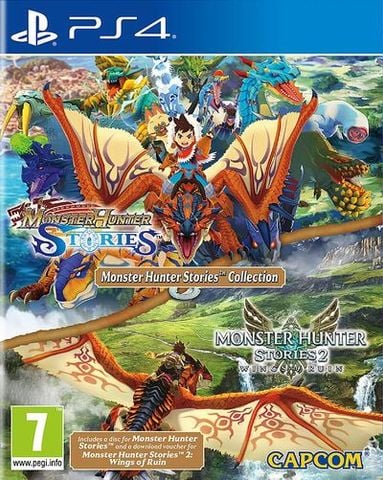 PS4
MONSTER HUNTER
STORIES™
Monster Hunter Stories™ Collection
MONSTER HUNTER
STORIES 2
WINGS OF RUIN
7
www.pegi.info
Includes a disc for Monster Hunter
Stories™ and a download voucher for
Monster Hunter Stories™ 2:
Wings of Ruin
CAPCOM